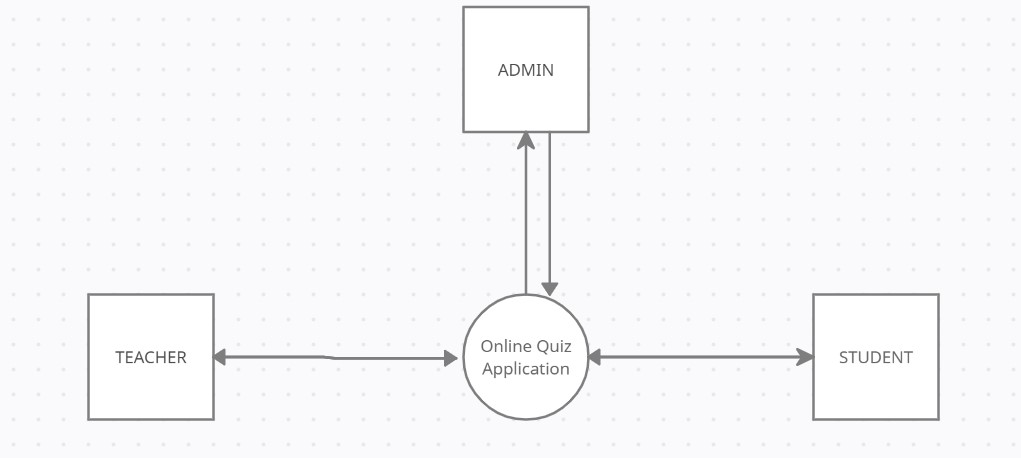 ADMIN
TEACHER
Online Quiz
Application
STUDENT